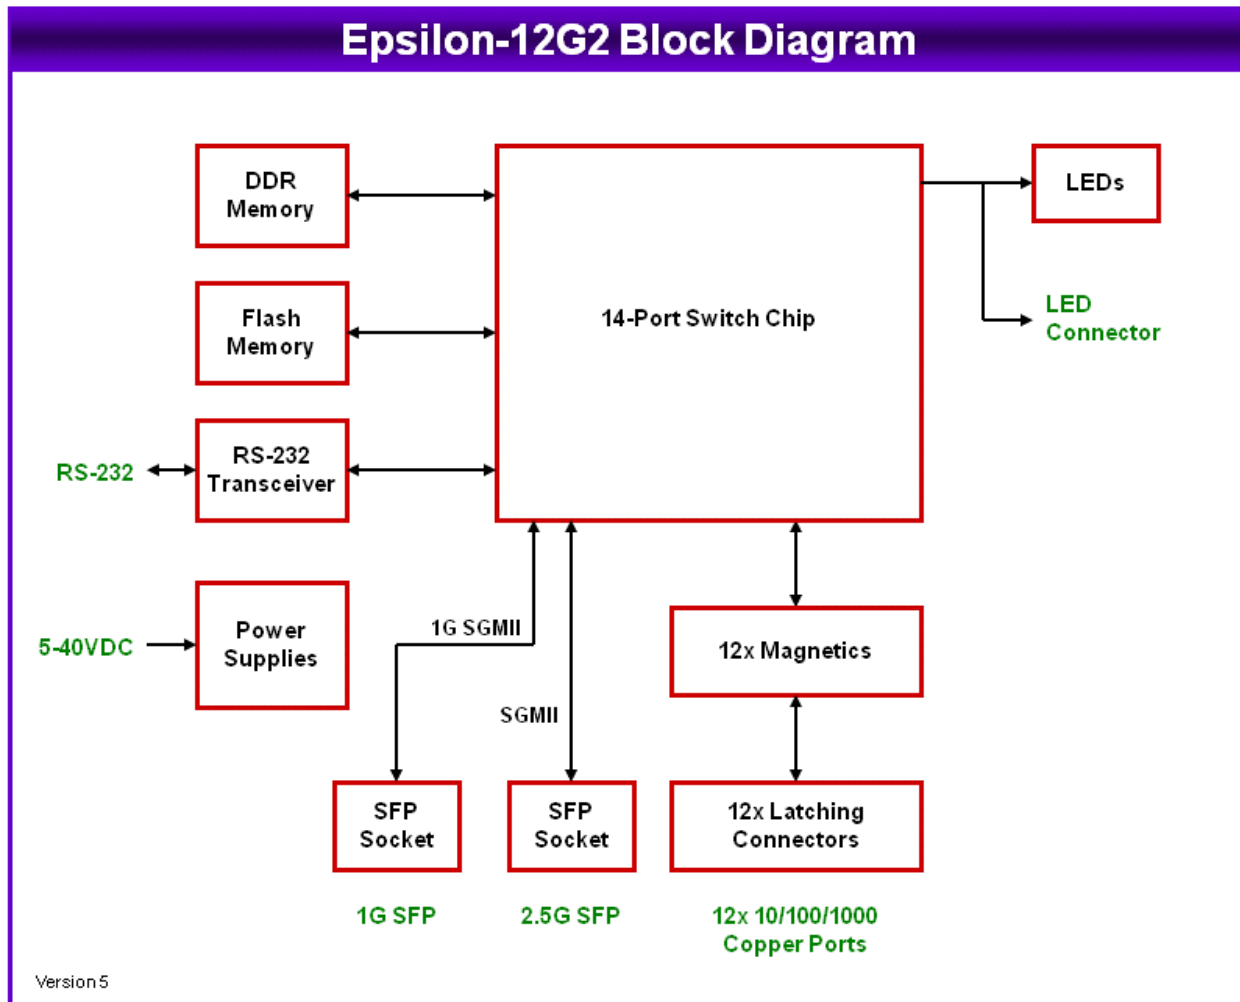 Epsilon-12G2 Block Diagram
DDR
Memory
LEDs
Flash
Memory
14-Port Switch Chip
LED
Connector
RS-232
RS-232
Transceiver
5-40VDC
Power
Supplies
1G SGMII
12x Magnetics
SGMII
SFP
Socket
SFP
Socket
12x Latching
Connectors
1G SFP
2.5G SFP
12x 10/100/1000
Copper Ports
Version 5